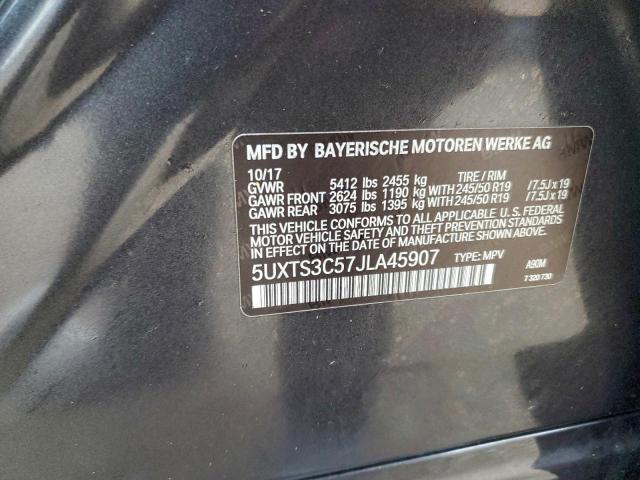 MFD BY BAYERISCHE MOTOREN WERKE AG
10/17 TIRE / RIM
GVWR 5412 lbs 2455 kg
GAWR FRONT 2624 lbs 1190 kg WITH 245/50 R19 /7.5J x 19
GAWR REAR 3075 lbs 1395 kg WITH 245/50 R19 /7.5J x 19
THIS VEHICLE CONFORMS TO ALL APPLICABLE U. S. FEDERAL
MOTOR VEHICLE SAFETY AND THEFT PREVENTION STANDARDS
IN EFFECT ON THE DATE OF MANUFACTURE SHOWN ABOVE.
5UXTS3C57JLA45907 TYPE: MPV A90M
7 320 730